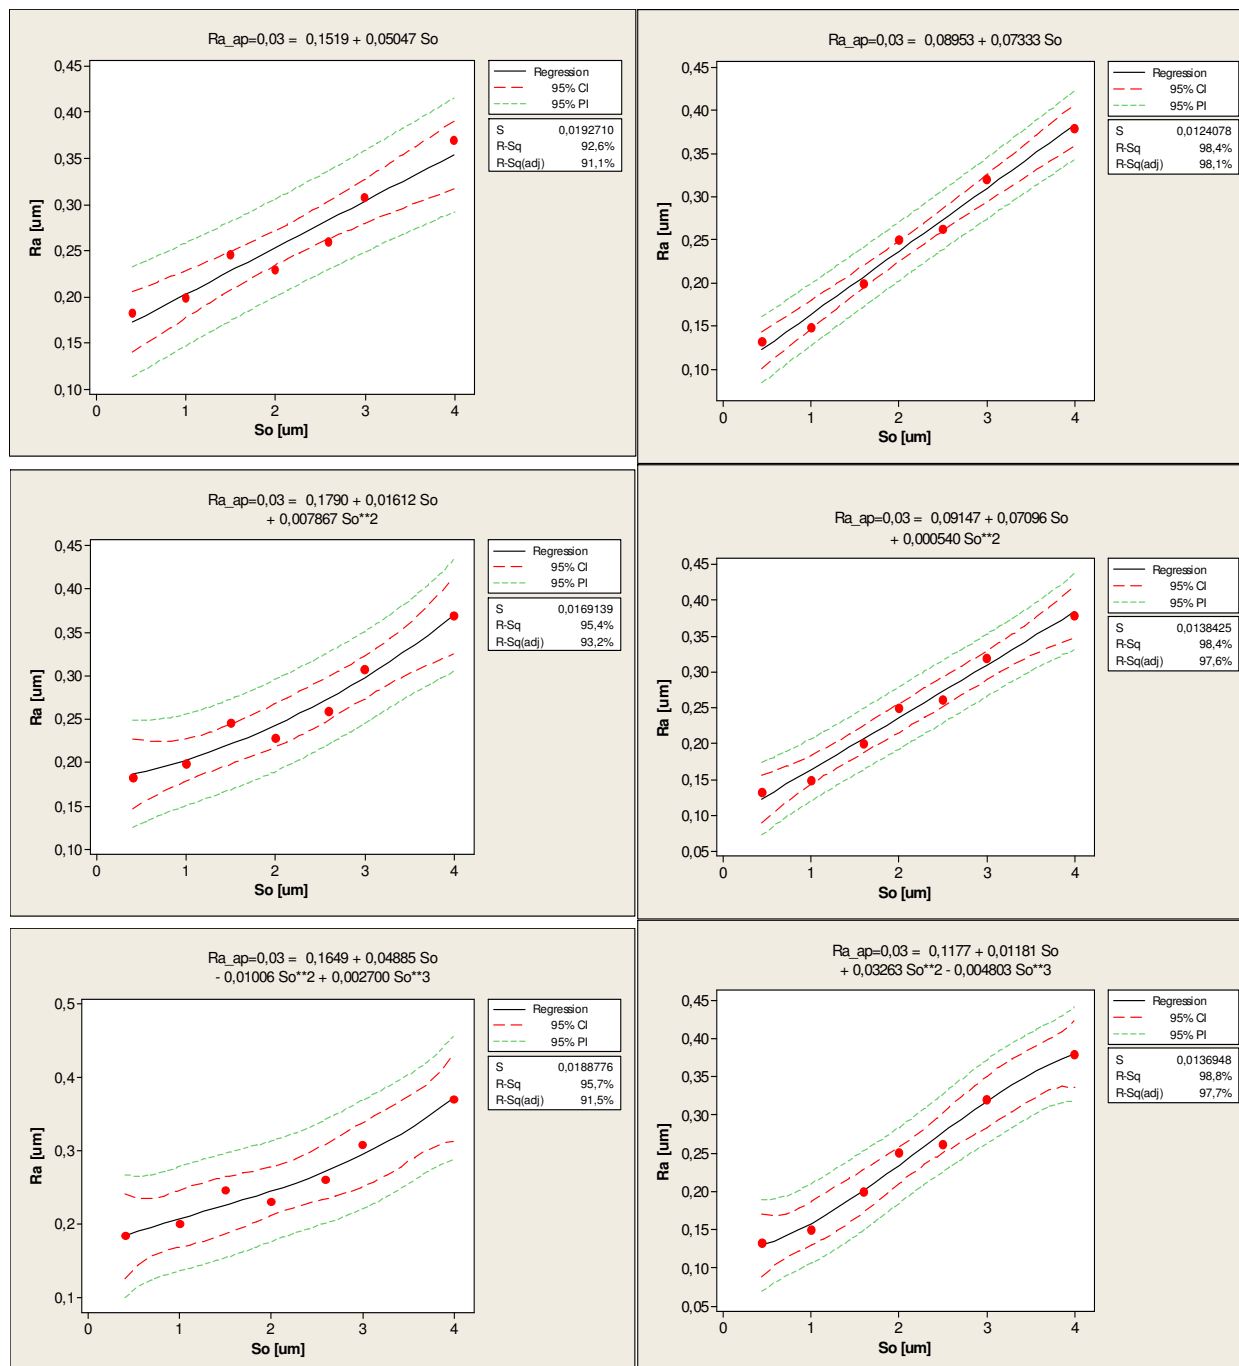 Ra_ap=0,03 = 0,1519 + 0,05047 So
0,45
0,40
0,35
0,30
0,25
0,20
0,15
0,10
Ra [um]
0 1 2 3 4
So [um]
Regression
95% CI
95% PI
S 0,0192710
R-Sq 92,6%
R-Sq(adj) 91,1%
Ra_ap=0,03 = 0,08953 + 0,07333 So
0,45
0,40
0,35
0,30
0,25
0,20
0,15
0,10
Ra [um]
0 1 2 3 4
So [um]
Regression
95% CI
95% PI
S 0,0124078
R-Sq 98,4%
R-Sq(adj) 98,1%
Ra_ap=0,03 = 0,1790 + 0,01612 So
+ 0,007867 So**2
0,45
0,40
0,35
0,30
0,25
0,20
0,15
0,10
Ra [um]
0 1 2 3 4
So [um]
Regression
95% CI
95% PI
S 0,0169139
R-Sq 95,4%
R-Sq(adj) 93,2%
Ra_ap=0,03 = 0,09147 + 0,07096 So
+ 0,000540 So**2
0,45
0,40
0,35
0,30
0,25
0,20
0,15
0,10
0,05
Ra [um]
0 1 2 3 4
So [um]
Regression
95% CI
95% PI
S 0,0138425
R-Sq 98,4%
R-Sq(adj) 97,6%
Ra_ap=0,03 = 0,1649 + 0,04885 So
- 0,01006 So**2 + 0,002700 So**3
0,5
0,4
0,3
0,2
0,1
Ra [um]
0 1 2 3 4
So [um]
Regression
95% CI
95% PI
S 0,0188776
R-Sq 95,7%
R-Sq(adj) 91,5%
Ra_ap=0,03 = 0,1177 + 0,01181 So
+ 0,03263 So**2 - 0,004803 So**3
0,45
0,40
0,35
0,30
0,25
0,20
0,15
0,10
0,05
Ra [um]
0 1 2 3 4
So [um]
Regression
95% CI
95% PI
S 0,0136948
R-Sq 98,8%
R-Sq(adj) 97,7%